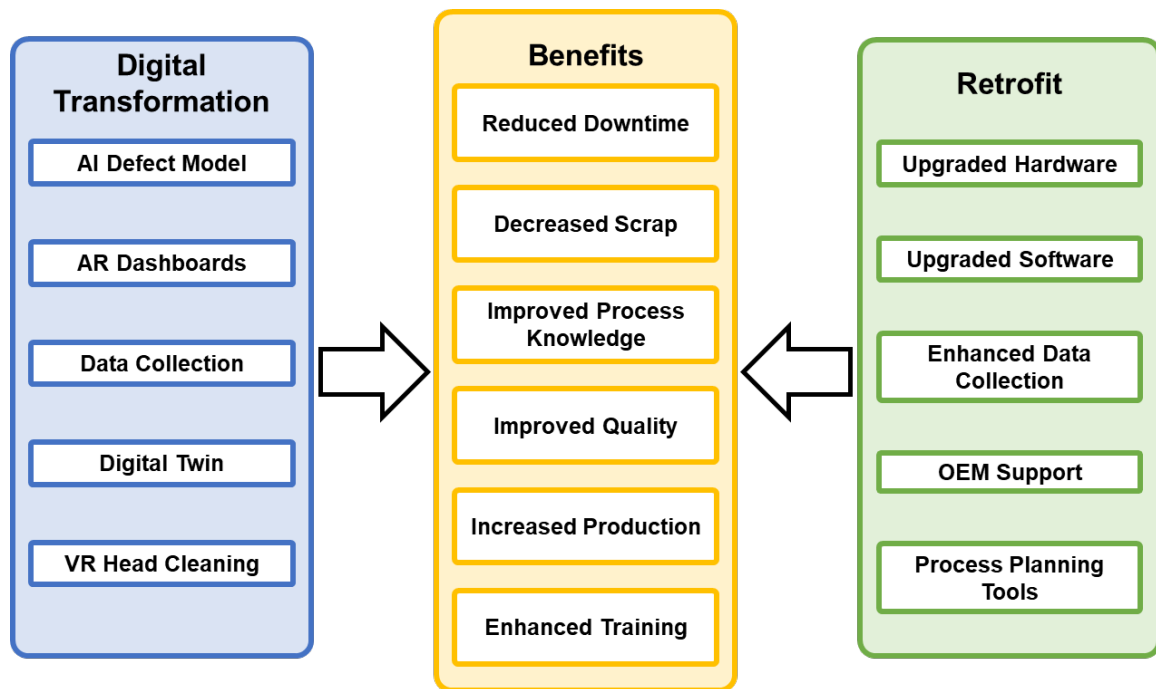 Digital
Transformation
AI Defect Model
AR Dashboards
Data Collection
Digital Twin
VR Head Cleaning
Benefits
Reduced Downtime
Decreased Scrap
Improved Process
Knowledge
Improved Quality
Increased Production
Enhanced Training
Retrofit
Upgraded Hardware
Upgraded Software
Enhanced Data
Collection
OEM Support
Process Planning
Tools